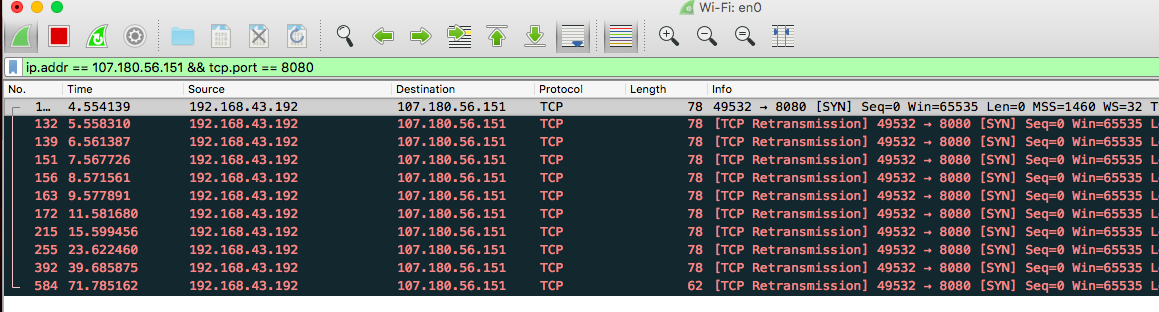 Wi-Fi: en0
ip.addr == 107.180.56.151 && tcp.port == 8080
No. Time Source Destination Protocol Length Info
1… 4.554139 192.168.43.192 107.180.56.151 TCP 78 49532 → 8080 [SYN] Seq=0 Win=65535 Len=0 MSS=1460 WS=32 T
132 5.558310 192.168.43.192 107.180.56.151 TCP 78 [TCP Retransmission] 49532 → 8080 [SYN] Seq=0 Win=65535 L
139 6.561387 192.168.43.192 107.180.56.151 TCP 78 [TCP Retransmission] 49532 → 8080 [SYN] Seq=0 Win=65535 L
151 7.567726 192.168.43.192 107.180.56.151 TCP 78 [TCP Retransmission] 49532 → 8080 [SYN] Seq=0 Win=65535 L
156 8.571561 192.168.43.192 107.180.56.151 TCP 78 [TCP Retransmission] 49532 → 8080 [SYN] Seq=0 Win=65535 L
163 9.577891 192.168.43.192 107.180.56.151 TCP 78 [TCP Retransmission] 49532 → 8080 [SYN] Seq=0 Win=65535 L
172 11.581680 192.168.43.192 107.180.56.151 TCP 78 [TCP Retransmission] 49532 → 8080 [SYN] Seq=0 Win=65535 L
215 15.599456 192.168.43.192 107.180.56.151 TCP 78 [TCP Retransmission] 49532 → 8080 [SYN] Seq=0 Win=65535 L
255 23.622460 192.168.43.192 107.180.56.151 TCP 78 [TCP Retransmission] 49532 → 8080 [SYN] Seq=0 Win=65535 L
392 39.685875 192.168.43.192 107.180.56.151 TCP 78 [TCP Retransmission] 49532 → 8080 [SYN] Seq=0 Win=65535 L
584 71.785162 192.168.43.192 107.180.56.151 TCP 62 [TCP Retransmission] 49532 → 8080 [SYN] Seq=0 Win=65535 L